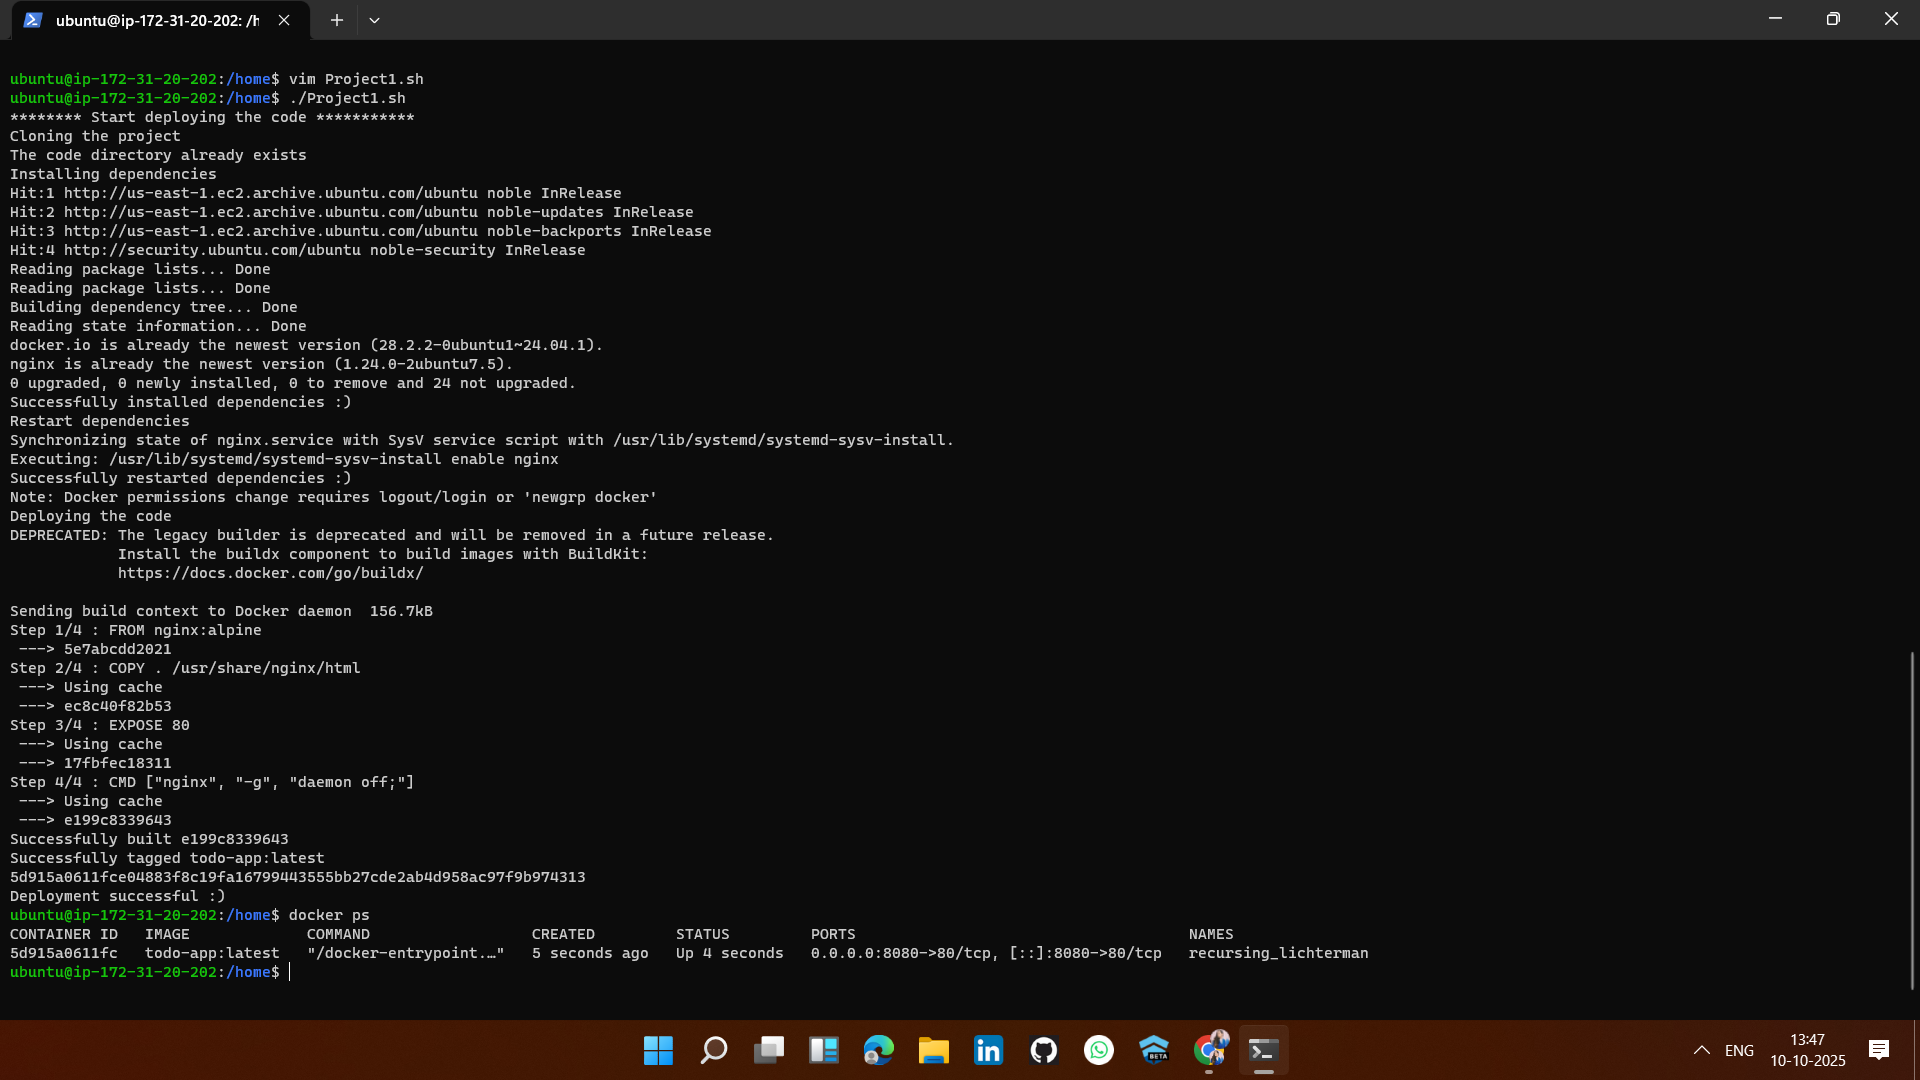 ubuntu@ip-172-31-20-202: /h
ubuntu@ip-172-31-20-202:/home$ vim Project1.sh
ubuntu@ip-172-31-20-202:/home$ ./Project1.sh
******** Start deploying the code ***********
Cloning the project
The code directory already exists
Installing dependencies
Hit:1 http://us-east-1.ec2.archive.ubuntu.com/ubuntu noble InRelease
Hit:2 http://us-east-1.ec2.archive.ubuntu.com/ubuntu noble-updates InRelease
Hit:3 http://us-east-1.ec2.archive.ubuntu.com/ubuntu noble-backports InRelease
Hit:4 http://security.ubuntu.com/ubuntu noble-security InRelease
Reading package lists... Done
Reading package lists... Done
Building dependency tree... Done
Reading state information... Done
docker.io is already the newest version (28.2.2-0ubuntu1~24.04.1).
nginx is already the newest version (1.24.0-2ubuntu7.5).
0 upgraded, 0 newly installed, 0 to remove and 24 not upgraded.
Successfully installed dependencies :)
Restart dependencies
Synchronizing state of nginx.service with SysV service script with /usr/lib/systemd/systemd-sysv-install.
Executing: /usr/lib/systemd/systemd-sysv-install enable nginx
Successfully restarted dependencies :)
Note: Docker permissions change requires logout/login or 'newgrp docker'
Deploying the code
DEPRECATED: The legacy builder is deprecated and will be removed in a future release.
            Install the buildx component to build images with BuildKit:
            https://docs.docker.com/go/buildx/

Sending build context to Docker daemon  156.7kB
Step 1/4 : FROM nginx:alpine
 ---> 5e7abcdd2021
Step 2/4 : COPY . /usr/share/nginx/html
 ---> Using cache
 ---> ec8c40f82b53
Step 3/4 : EXPOSE 80
 ---> Using cache
 ---> 17fbfec18311
Step 4/4 : CMD ["nginx", "-g", "daemon off;"]
 ---> Using cache
 ---> e199c8339643
Successfully built e199c8339643
Successfully tagged todo-app:latest
5d915a0611fce04883f8c19fa16799443555bb27cde2ab4d958ac97f9b974313
Deployment successful :)
ubuntu@ip-172-31-20-202:/home$ docker ps
CONTAINER ID   IMAGE             COMMAND                  CREATED         STATUS         PORTS                                     NAMES
5d915a0611fc   todo-app:latest   "/docker-entrypoint.…"   5 seconds ago   Up 4 seconds   0.0.0.0:8080->80/tcp, [::]:8080->80/tcp   recursing_lichterman
ubuntu@ip-172-31-20-202:/home$
BETA
ENG
13:47
10-10-2025